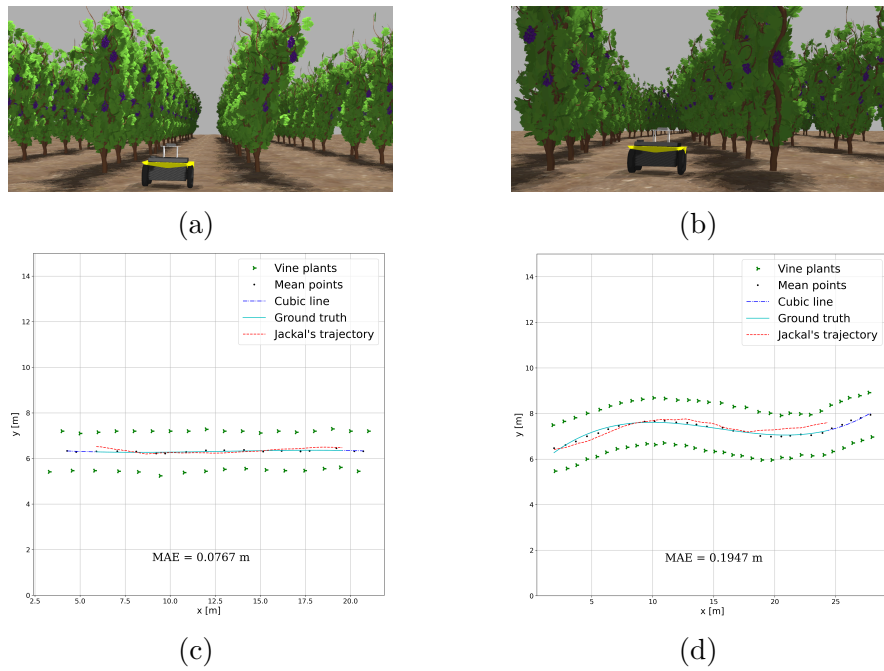 (a)
(b)
Vine plants
Mean points
Cubic line
Ground truth
Jackal's trajectory
14
12
10
8
6
4
2
0
y [m]
MAE = 0.0767 m
2.5 5.0 7.5 10.0 12.5 15.0 17.5 20.0
x [m]
(c)
Vine plants
Mean points
Cubic line
Ground truth
Jackal's trajectory
14
12
10
8
6
4
2
0
y [m]
MAE = 0.1947 m
5 10 15 20 25
x [m]
(d)